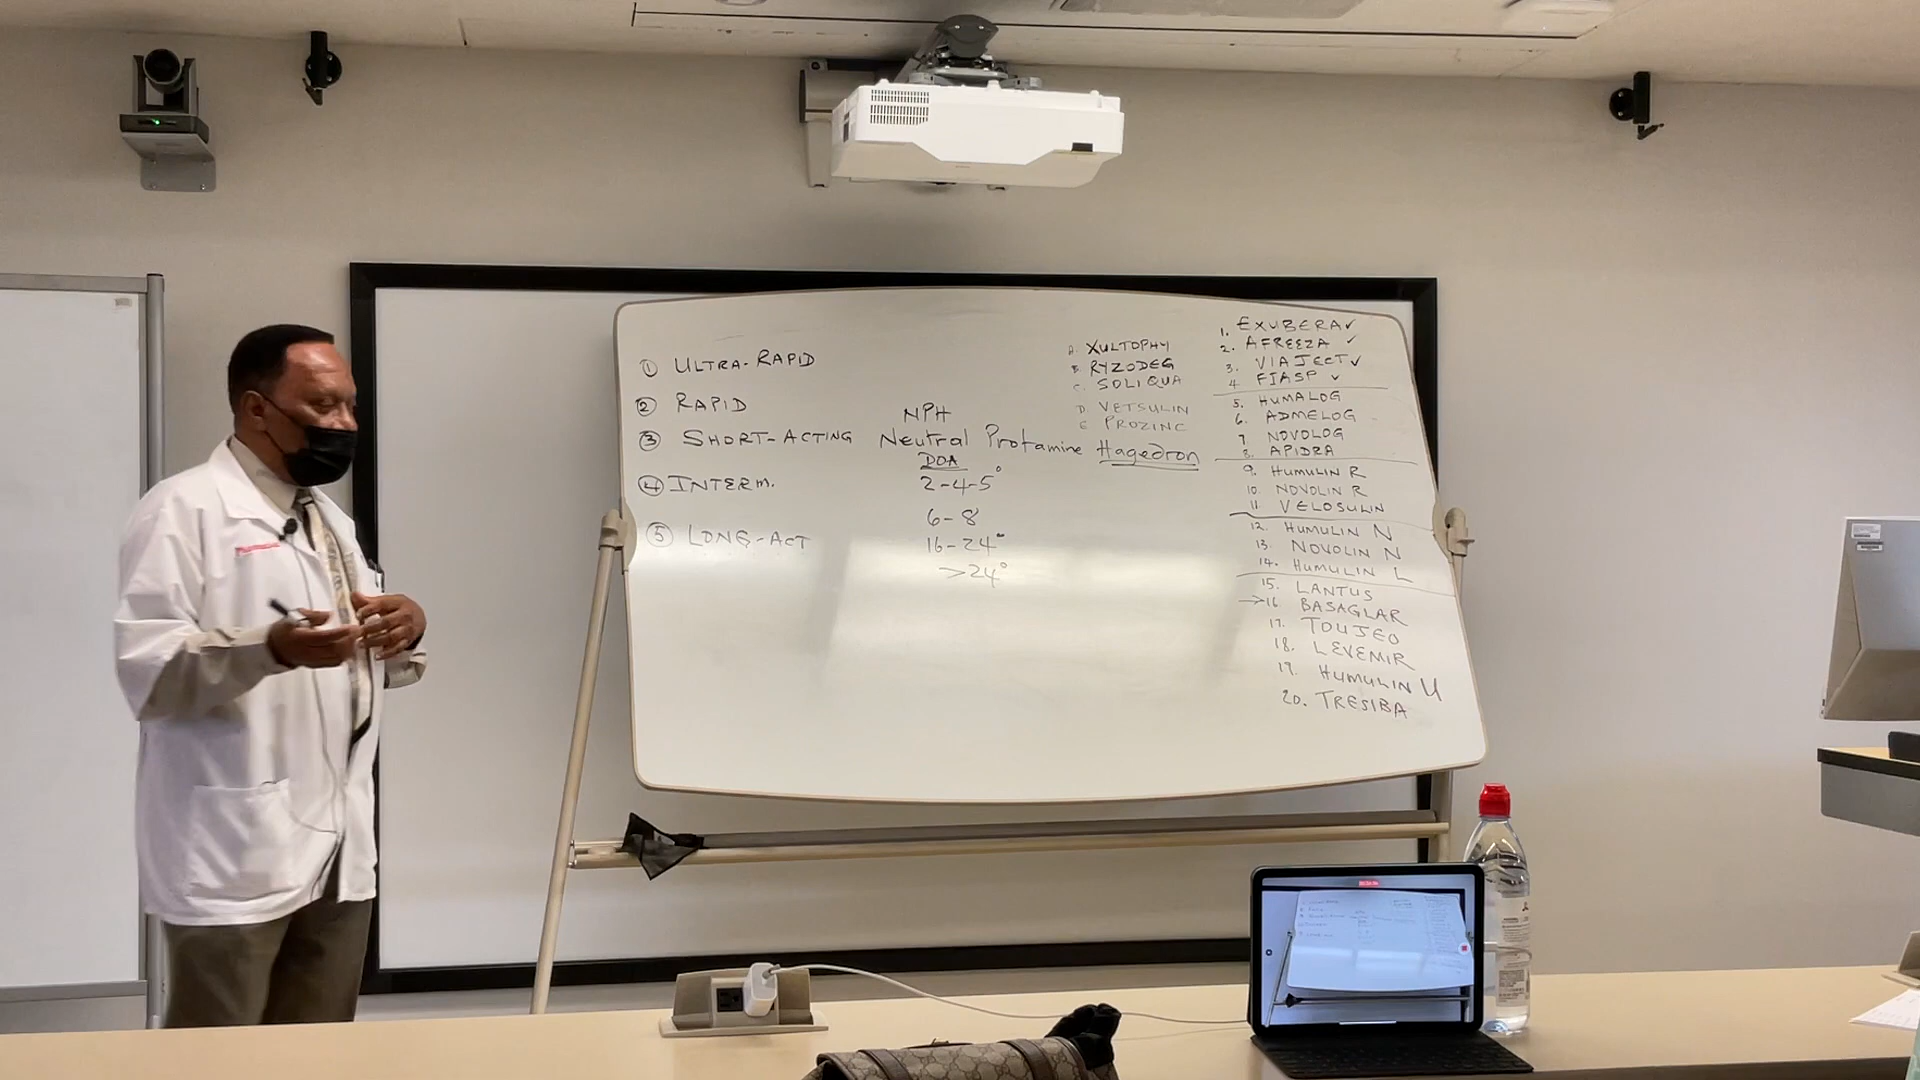 ① ULTRA-RAPID
② RAPID
③ SHORT-ACTING
④ INTERM.
⑤ LONG-ACT
NPH
Neutral Protamine Hagedron
DOA
2-4-5°
6-8
16-24°
>24°
A. XULTOPHY
B. RYZODEG
C. SOLIQUA
D VETSULIN
E PROZINC
1. EXUBERA ✓
2. AFREEZA ✓
3. VIAJECT ✓
4. FIASP ✓
5. HUMALOG
6. ADMELOG
7. NOVOLOG
8. APIDRA
9. HUMULIN R
10. NOVOLIN R
11. VELOSULIN
12. HUMULIN N
13. NOVOLIN N
14. HUMULIN L
15. LANTUS
→16 BASAGLAR
17. TOUJEO
18. LEVEMIR
19. HUMULIN U
20. TRESIBA